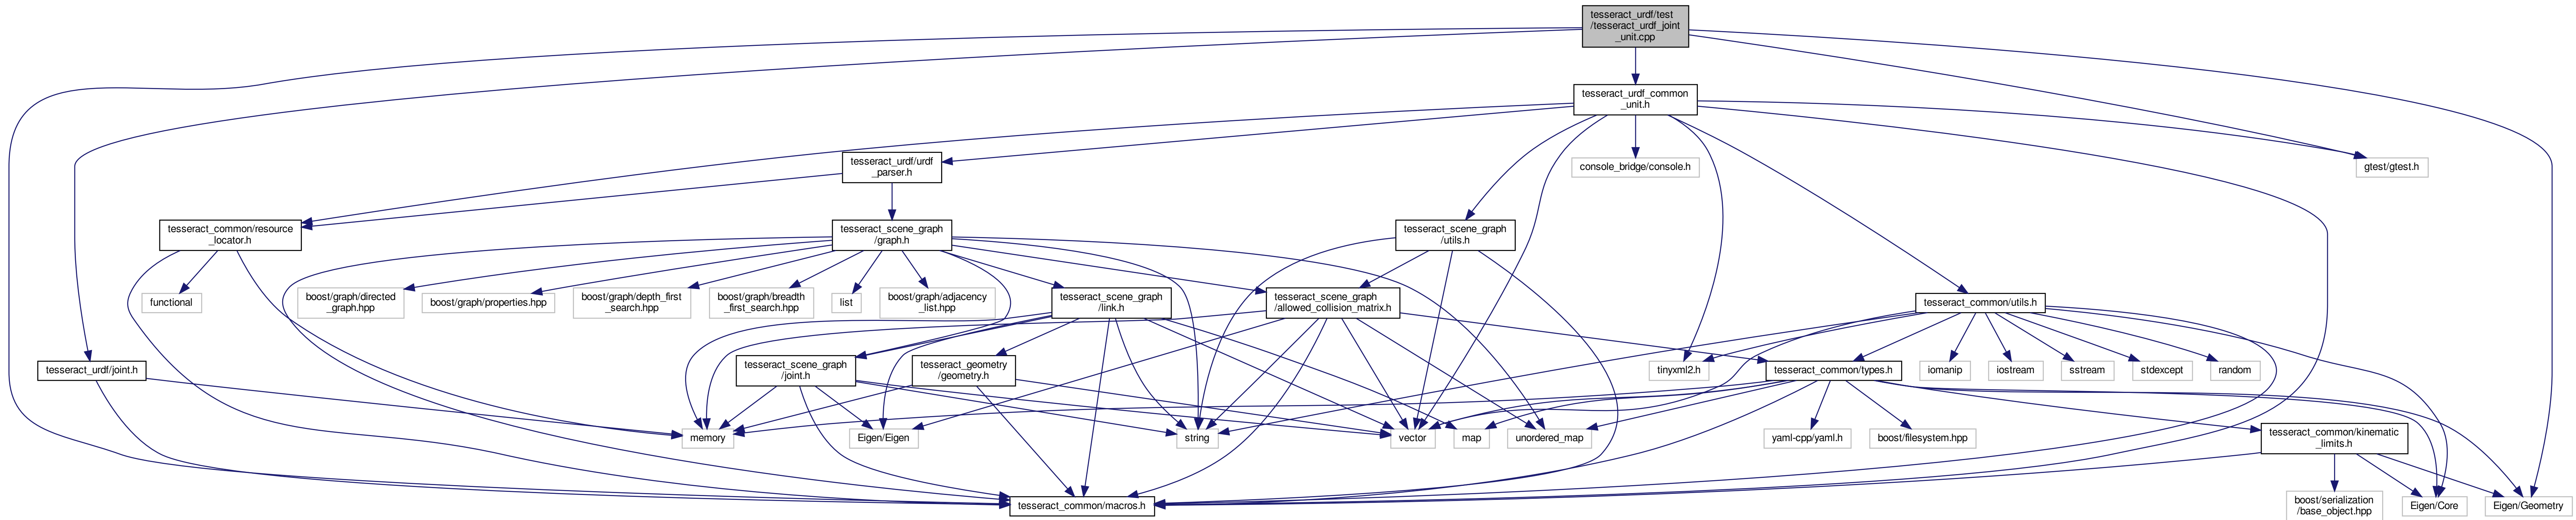 tesseract_urdf/test
/tesseract_urdf_joint
_unit.cpp
tesseract_urdf_common
_unit.h
tesseract_urdf/urdf
_parser.h
console_bridge/console.h
gtest/gtest.h
tesseract_common/resource
_locator.h
tesseract_scene_graph
/graph.h
tesseract_scene_graph
/utils.h
functional
boost/graph/directed
_graph.hpp
boost/graph/properties.hpp
boost/graph/depth_first
_search.hpp
boost/graph/breadth
_first_search.hpp
list
boost/graph/adjacency
_list.hpp
tesseract_scene_graph
/link.h
tesseract_scene_graph
/allowed_collision_matrix.h
tesseract_common/utils.h
tesseract_urdf/joint.h
tesseract_scene_graph
/joint.h
tesseract_geometry
/geometry.h
tinyxml2.h
tesseract_common/types.h
iomanip
iostream
sstream
stdexcept
random
memory
Eigen/Eigen
string
vector
map
unordered_map
yaml-cpp/yaml.h
boost/filesystem.hpp
tesseract_common/kinematic
_limits.h
tesseract_common/macros.h
boost/serialization
/base_object.hpp
Eigen/Core
Eigen/Geometry